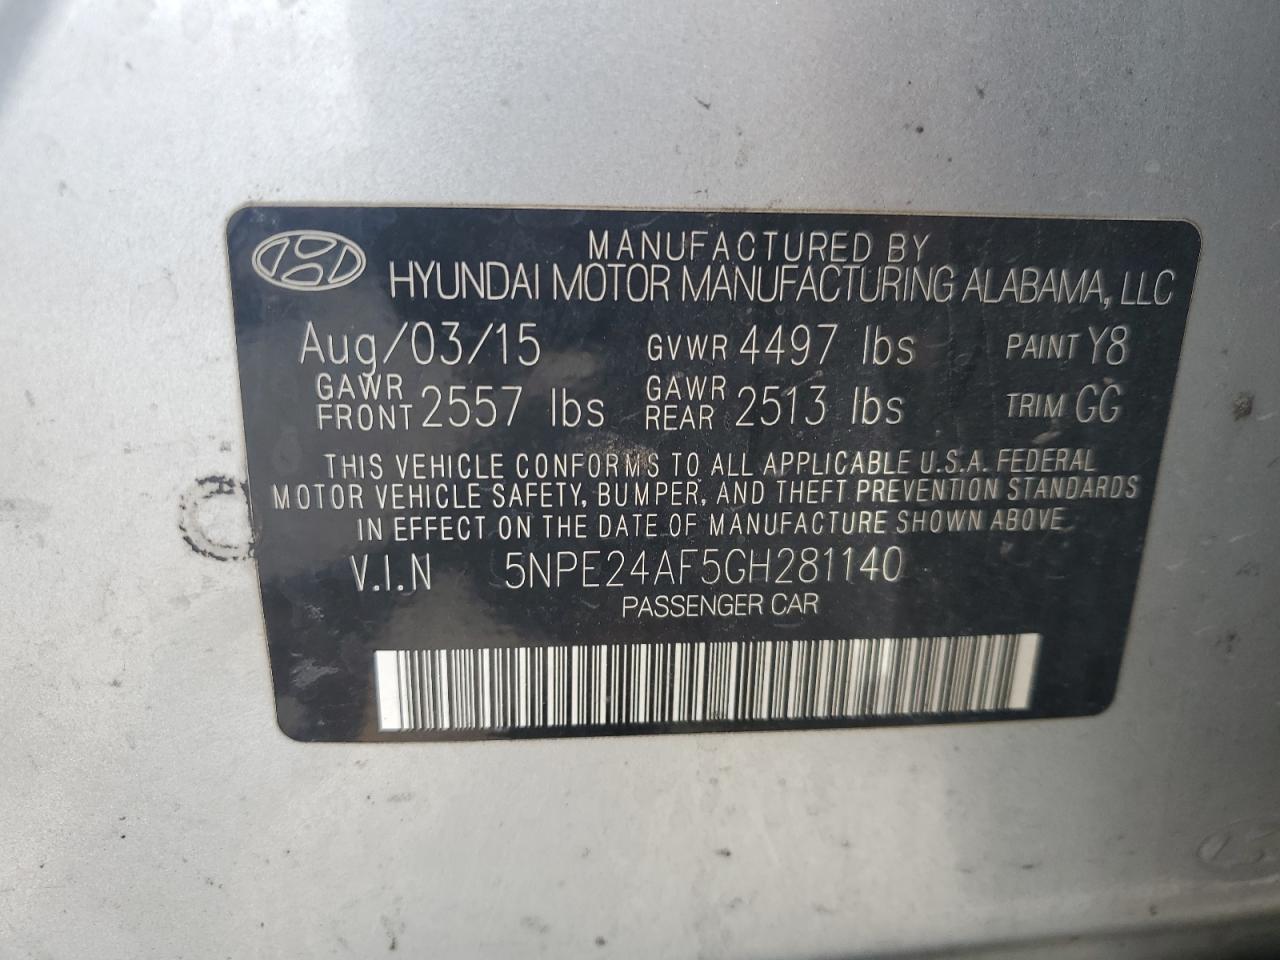 MANUFACTURED BY
HYUNDAI MOTOR MANUFACTURING ALABAMA, LLC
Aug/03/15 GVWR 4497 lbs PAINT Y8
GAWR FRONT 2557 lbs GAWR REAR 2513 lbs TRIM GG
THIS VEHICLE CONFORMS TO ALL APPLICABLE U.S.A. FEDERAL
MOTOR VEHICLE SAFETY, BUMPER, AND THEFT PREVENTION STANDARDS
IN EFFECT ON THE DATE OF MANUFACTURE SHOWN ABOVE
V.I.N 5NPE24AF5GH281140
PASSENGER CAR